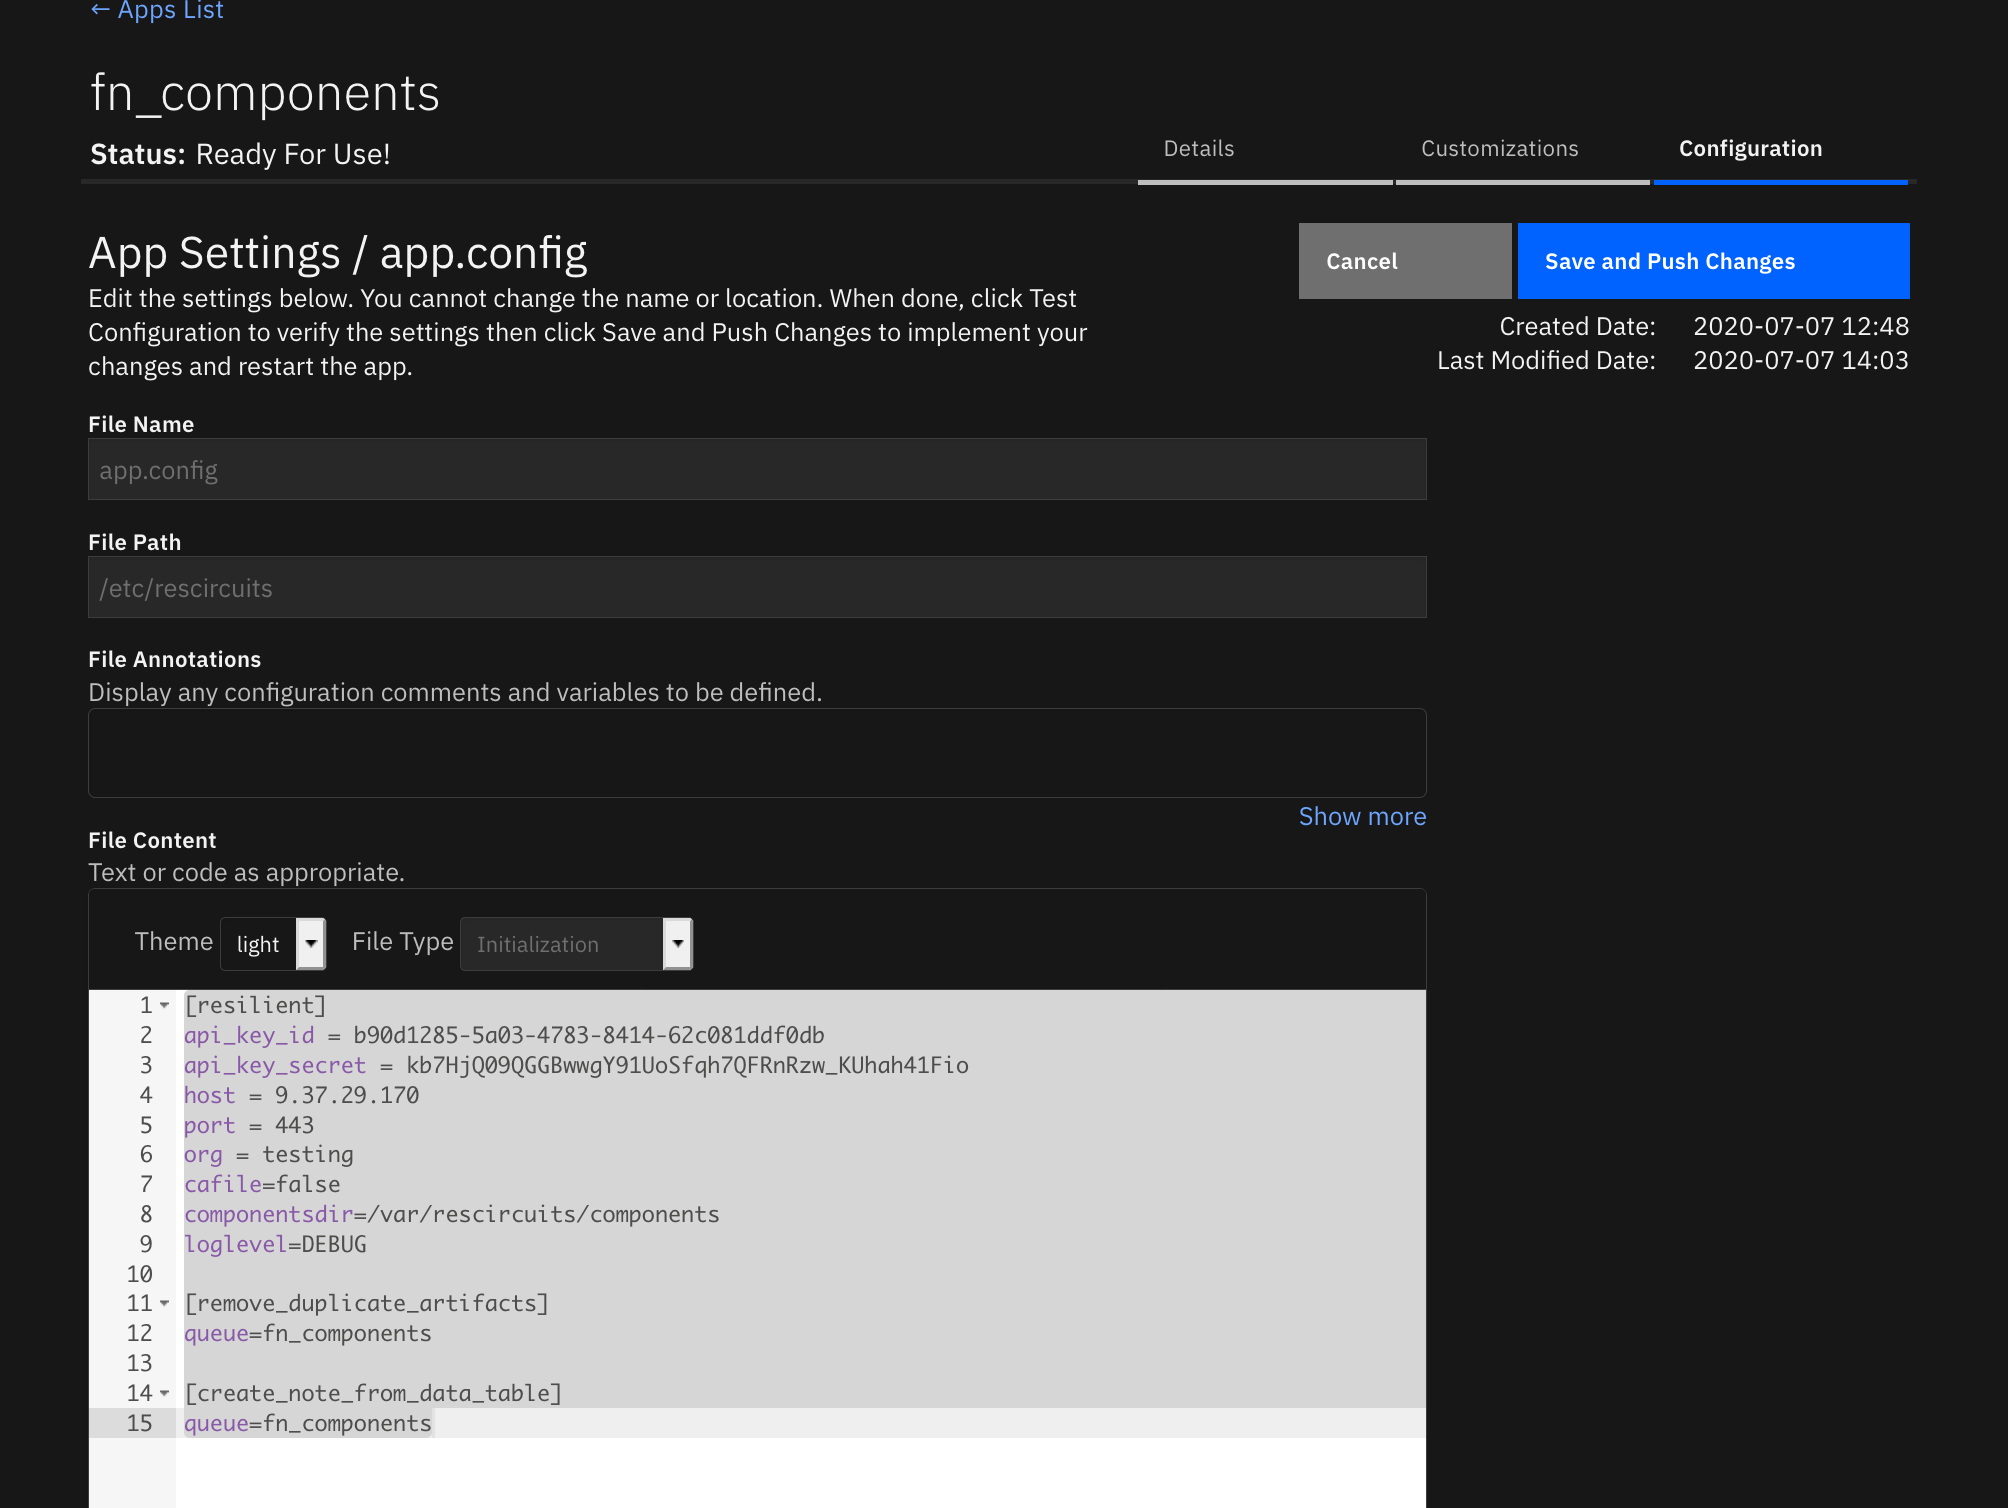 ← Apps List
fn_components
Status: Ready For Use!
Details
Customizations
Configuration
App Settings / app.config
Cancel
Save and Push Changes
Edit the settings below. You cannot change the name or location. When done, click Test
Configuration to verify the settings then click Save and Push Changes to implement your
changes and restart the app.
Created Date: 2020-07-07 12:48
Last Modified Date: 2020-07-07 14:03
File Name
app.config
File Path
/etc/rescircuits
File Annotations
Display any configuration comments and variables to be defined.
Show more
File Content
Text or code as appropriate.
Theme light File Type Initialization
1 [resilient]
2 api_key_id = b90d1285-5a03-4783-8414-62c081ddf0db
3 api_key_secret = kb7HjQ09QGGBwwgY91UoSfqh7QFRnRzw_KUhah41Fio
4 host = 9.37.29.170
5 port = 443
6 org = testing
7 cafile=false
8 componentsdir=/var/rescircuits/components
9 loglevel=DEBUG
10
11 [remove_duplicate_artifacts]
12 queue=fn_components
13
14 [create_note_from_data_table]
15 queue=fn_components